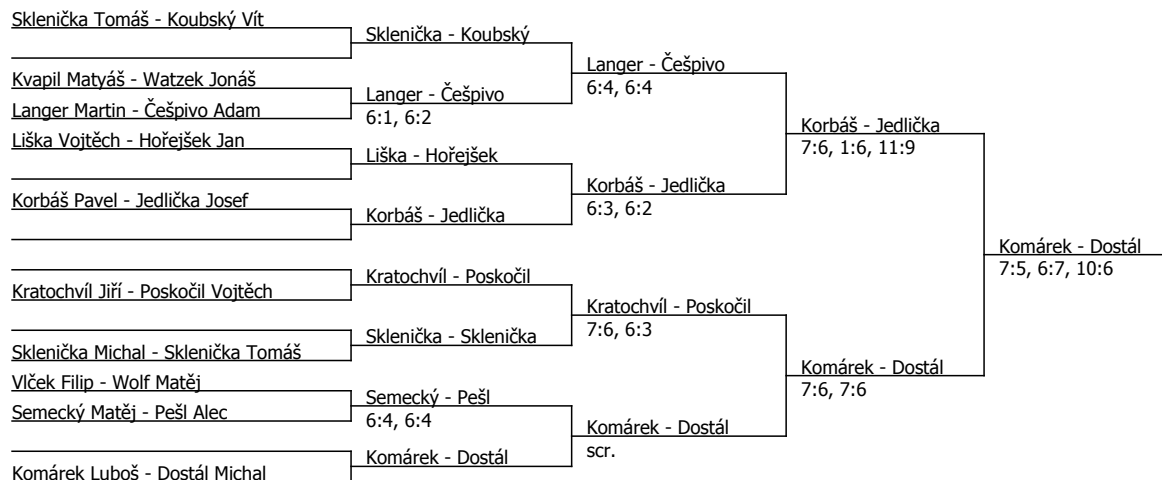 Sklenička Tomáš - Koubský Vít
Kvapil Matyáš - Watzek Jonáš
Langer Martin - Češpivo Adam
Liška Vojtěch - Hořejšek Jan
Korbáš Pavel - Jedlička Josef
Kratochvíl Jiří - Poskočil Vojtěch
Sklenička Michal - Sklenička Tomáš
Vlček Filip - Wolf Matěj
Semecký Matěj - Pešl Alec
Komárek Luboš - Dostál Michal
Sklenička - Koubský
Langer - Češpivo
6:1, 6:2
Liška - Hořejšek
Korbáš - Jedlička
Kratochvíl - Poskočil
Sklenička - Sklenička
Semecký - Pešl
6:4, 6:4
Komárek - Dostál
Langer - Češpivo
6:4, 6:4
Korbáš - Jedlička
6:3, 6:2
Kratochvíl - Poskočil
7:6, 6:3
Komárek - Dostál
scr.
Korbáš - Jedlička
7:6, 1:6, 11:9
Komárek - Dostál
7:6, 7:6
Komárek - Dostál
7:5, 6:7, 10:6